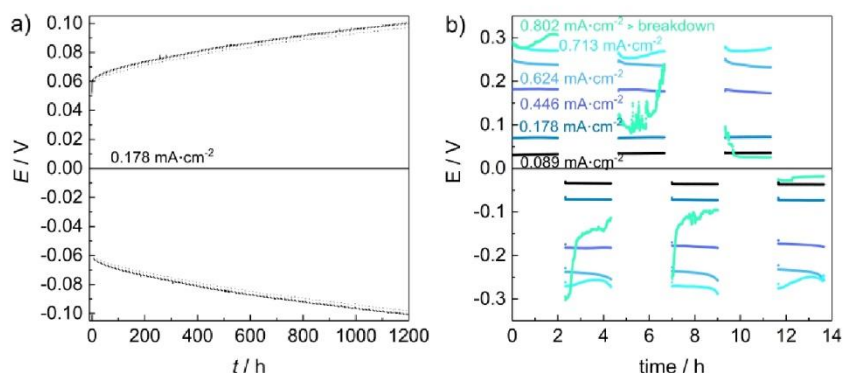 a)
0.10
0.08
0.06
0.04
0.02
0.00
-0.02
-0.04
-0.06
-0.08
-0.10
E / V
0.178 mA·cm-2
0 200 400 600 800 1000 1200
t / h
b)
0.3
0.2
0.1
0.0
-0.1
-0.2
-0.3
E / V
0.802 mA·cm-2 > breakdown
0.713 mA·cm-2
0.624 mA·cm-2
0.446 mA·cm-2
0.178 mA·cm-2
0.089 mA·cm-2
0 2 4 6 8 10 12 14
time / h